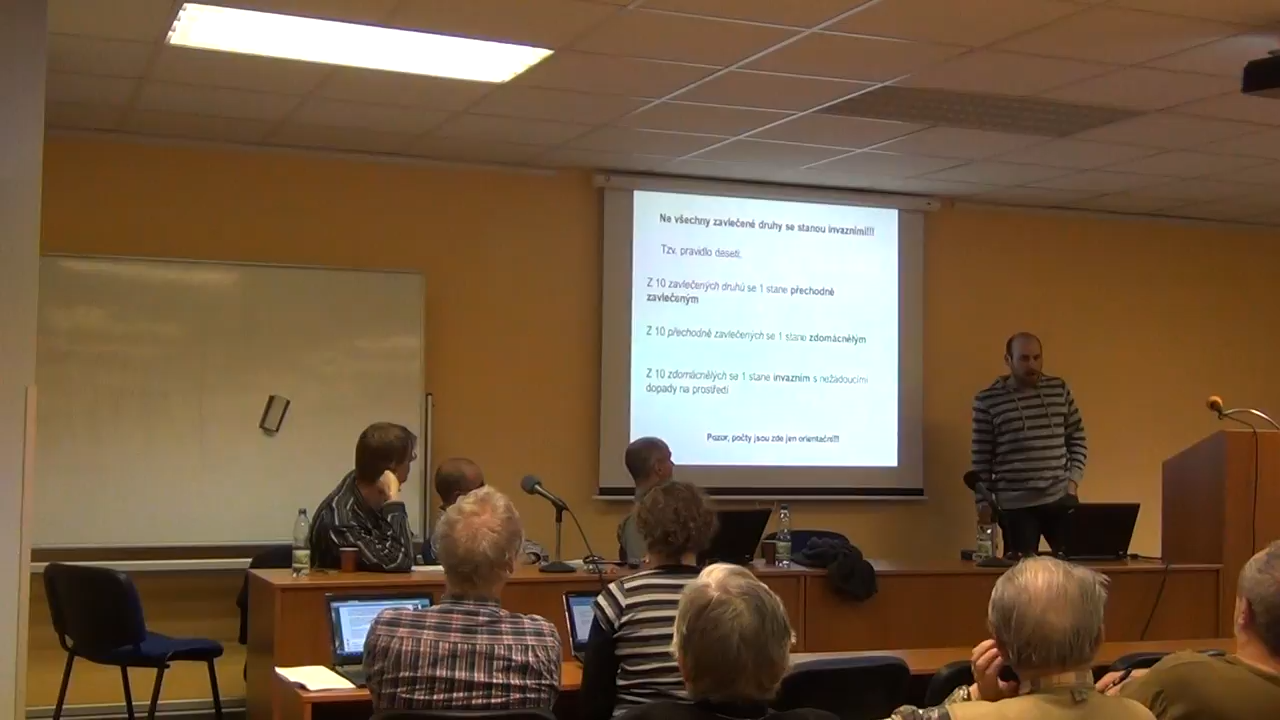 Ne všechny zavlečené druhy se stanou invazními!!!
Tzv. pravidlo deseti.
Z 10 zavlečených druhů se 1 stane přechodně
zavlečeným
Z 10 přechodně zavlečených se 1 stane zdomácnělým
Z 10 zdomácnělých se 1 stane invazním s nežádoucími
dopady na prostředí
Pozor, počty jsou zde jen orientační!!!